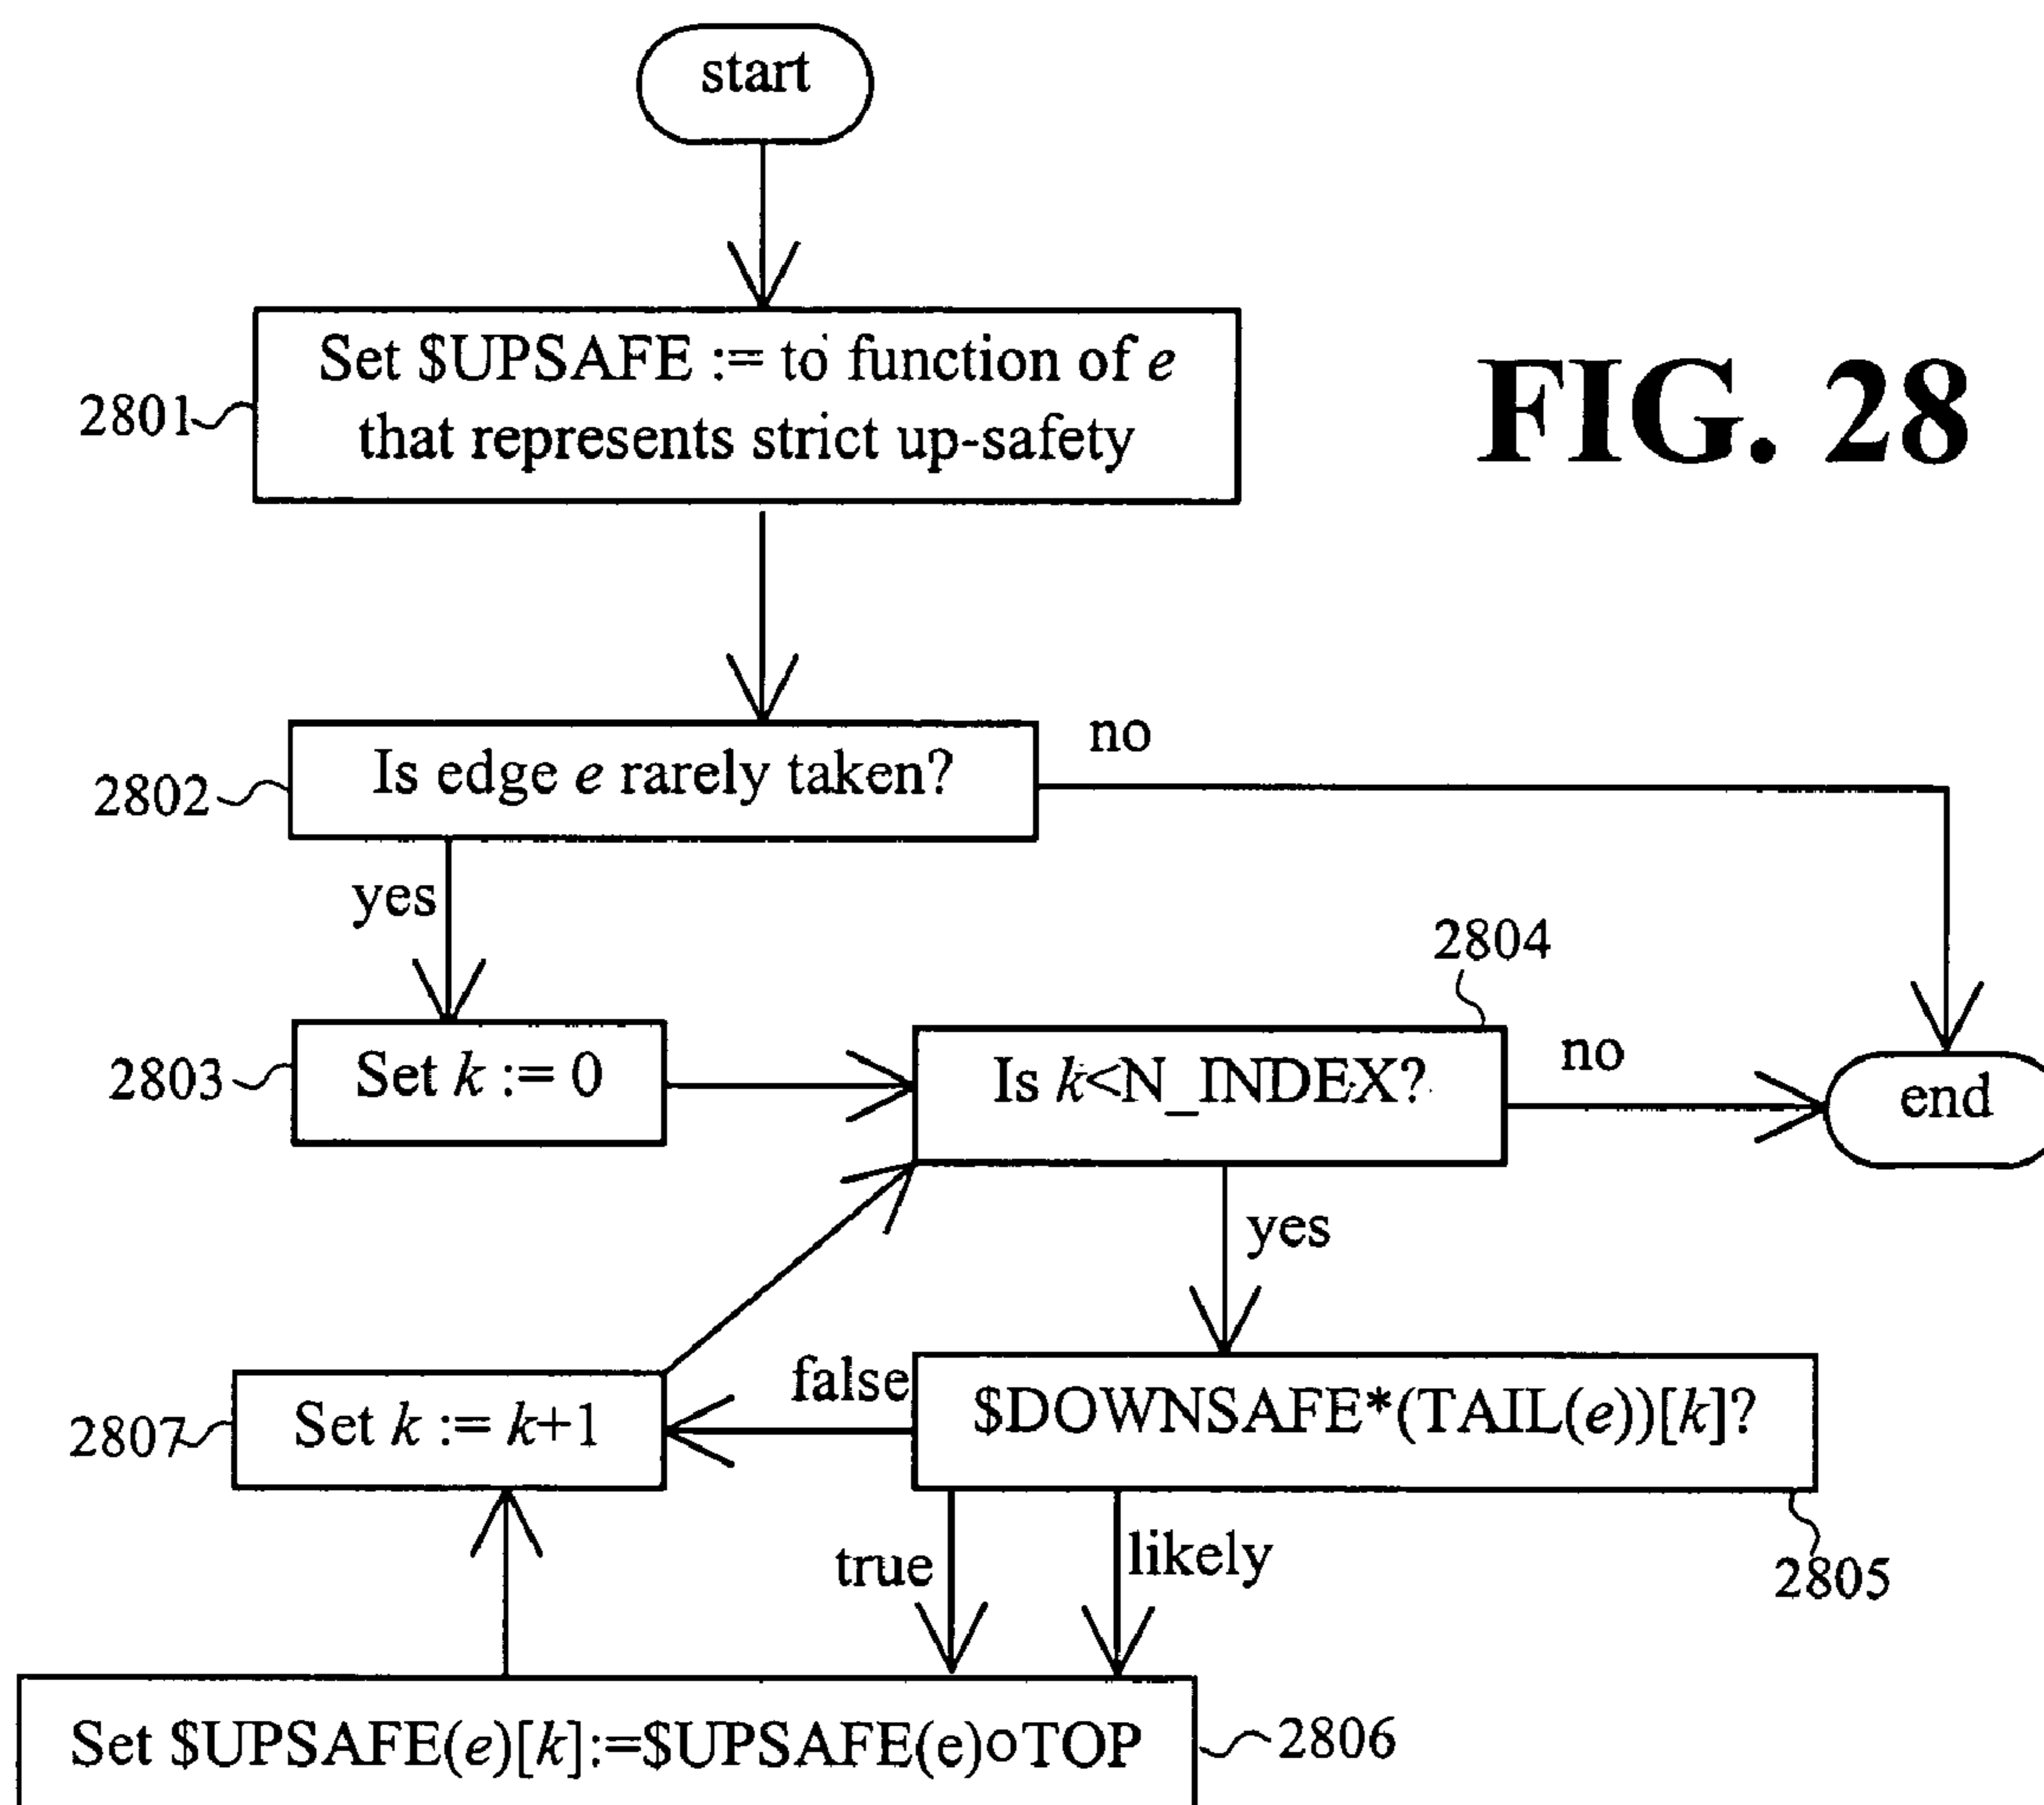 start
Set $UPSAFE := to function of e
that represents strict up-safety
2801
FIG. 28
Is edge e rarely taken?
no
2802
yes
2804
Set k := 0
2803
Is k<N_INDEX?
no
end
yes
false
$DOWNSAFE*(TAIL(e))[k]?
Set k := k+1
2807
true
likely
2805
Set $UPSAFE(e)[k]:=$UPSAFE(e)oTOP
2806